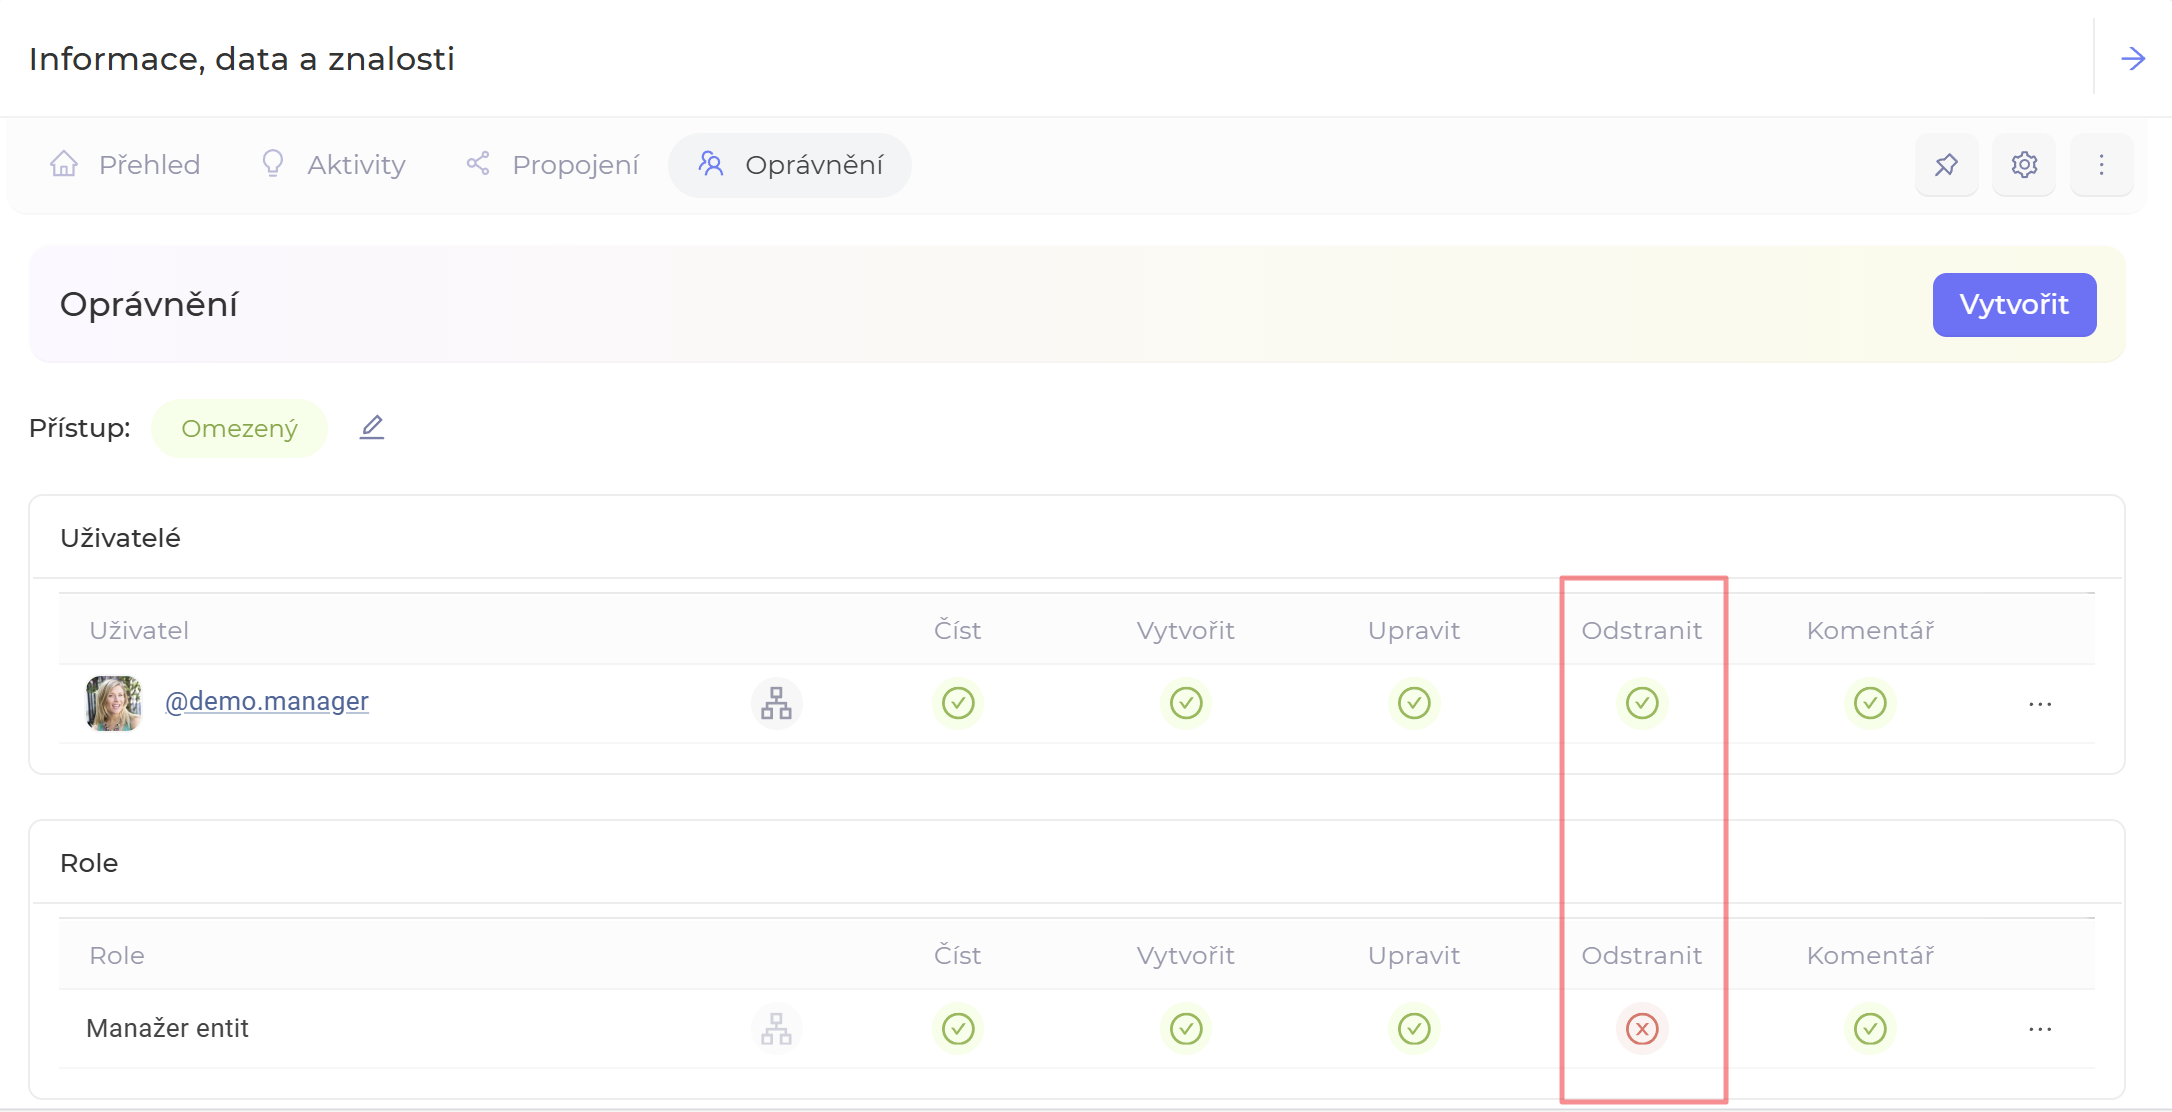 Informace, data a znalosti
Přehled Aktivity Propojení Oprávnění
Oprávnění Vytvořit
Přístup: Omezený
Uživatelé
Uživatel Číst Vytvořit Upravit Odstranit Komentář
@demo.manager
Role
Role Číst Vytvořit Upravit Odstranit Komentář
Manažer entit